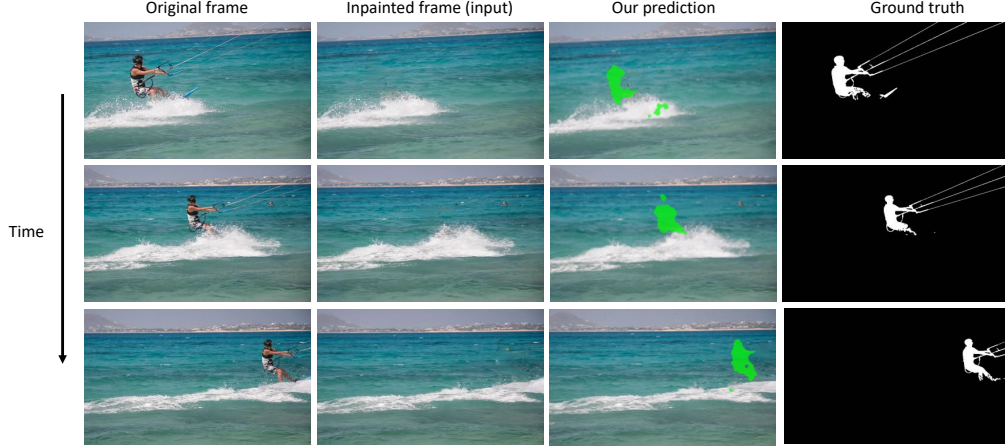 Original frame
Inpainted frame (input)
Our prediction
Ground truth
Time